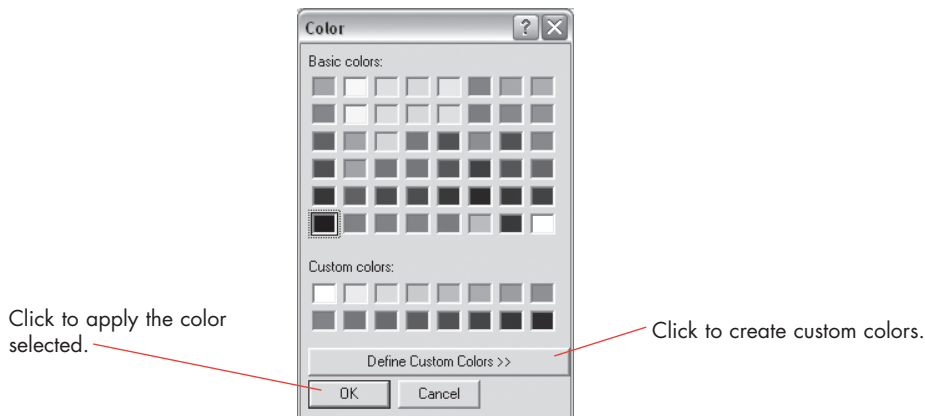 Color
Basic colors:
Custom colors:
Click to apply the color
selected.
Click to create custom colors.
Define Custom Colors >>
OK
Cancel